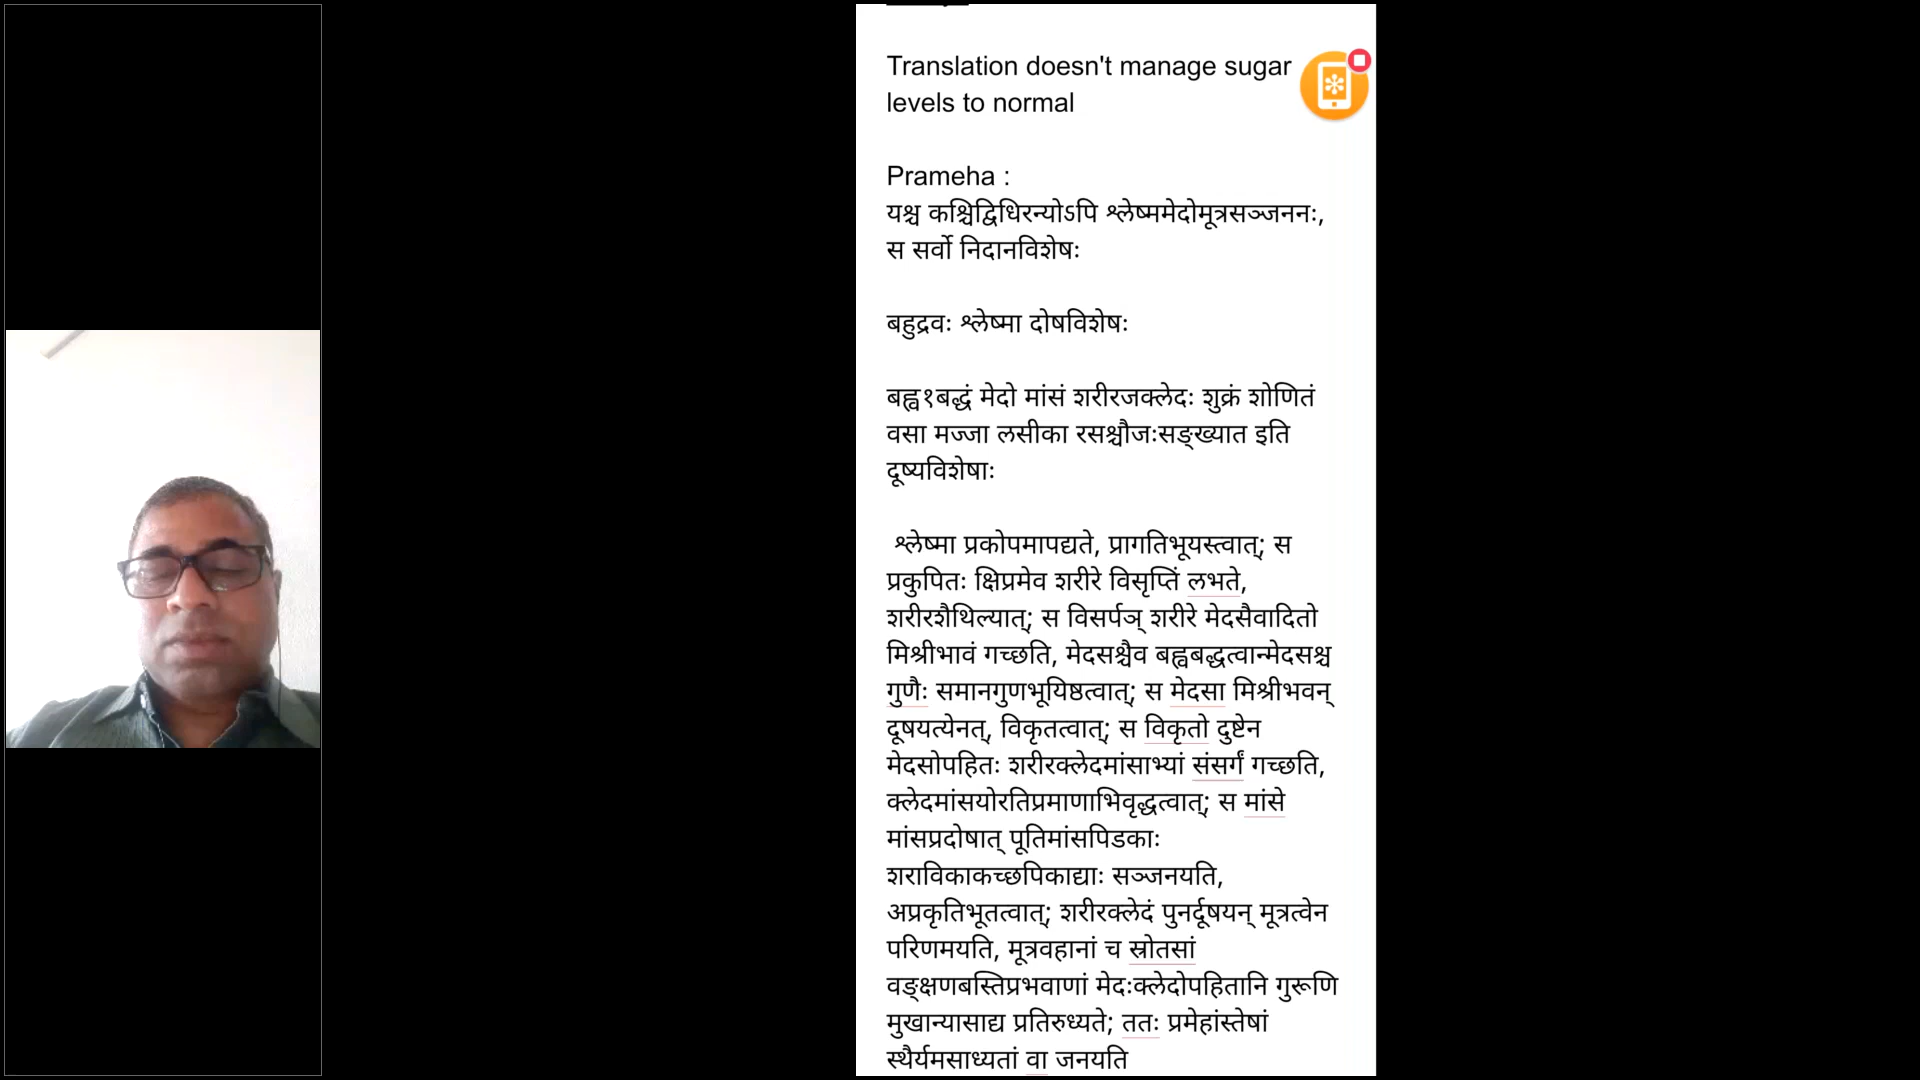 Translation doesn't manage sugar
levels to normal
Prameha :
यश्च कश्चिद्विधिरन्योऽपि श्लेष्ममेदोमूत्रसञ्जननः,
स सर्वो निदानविशेषः
बहुद्रवः श्लेष्मा दोषविशेषः
बह्व१बद्धं मेदो मांसं शरीरजक्लेदः शुक्रं शोणितं
वसा मज्जा लसीका रसश्चौजःसङ्ख्यात इति
दूष्यविशेषाः
श्लेष्मा प्रकोपमापद्यते, प्रागतिभूयस्त्वात्; स
प्रकुपितः क्षिप्रमेव शरीरे विसृप्तिं लभते,
शरीरशैथिल्यात्; स विसर्पञ् शरीरे मेदसैवादितो
मिश्रीभावं गच्छति, मेदसश्चैव बह्वबद्धत्वान्मेदसश्च
गुणैः समानगुणभूयिष्ठत्वात्; स मेदसा मिश्रीभवन्
दूषयत्येनत्, विकृतत्वात्; स विकृतो दुष्टेन
मेदसोपहितः शरीरक्लेदमांसाभ्यां संसर्गं गच्छति,
क्लेदमांसयोरतिप्रमाणाभिवृद्धत्वात्; स मांसे
मांसप्रदोषात् पूतिमांसपिडकाः
शराविकाकच्छपिकाद्याः सञ्जनयति,
अप्रकृतिभूतत्वात्; शरीरक्लेदं पुनर्दूषयन् मूत्रत्वेन
परिणमयति, मूत्रवहानां च स्रोतसां
वङ्क्षणबस्तिप्रभवाणां मेदःक्लेदोपहितानि गुरूणि
मुखान्यासाद्य प्रतिरुध्यते; ततः प्रमेहांस्तेषां
स्थैर्यमसाध्यतां वा जनयति